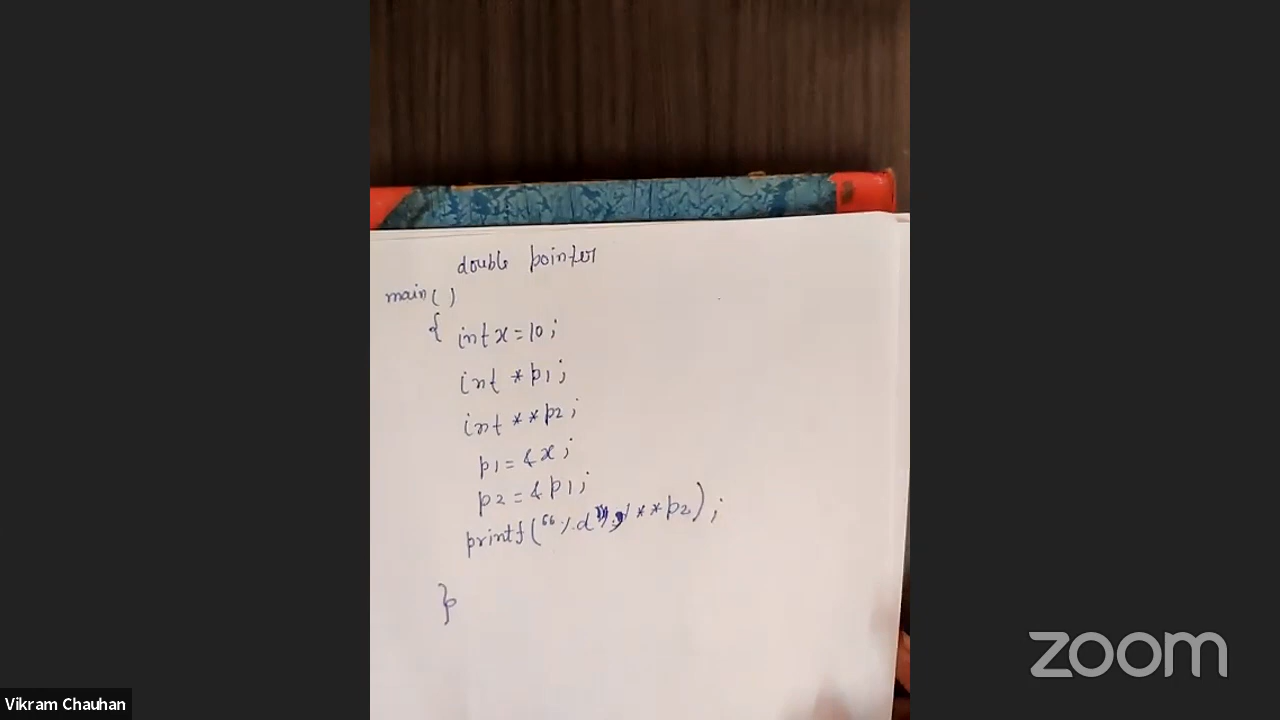 double pointer
main()
{ int x=10;
int *p1;
int **p2;
p1=&x;
p2=&p1;
printf("%d", **p2);
}
zoom
Vikram Chauhan